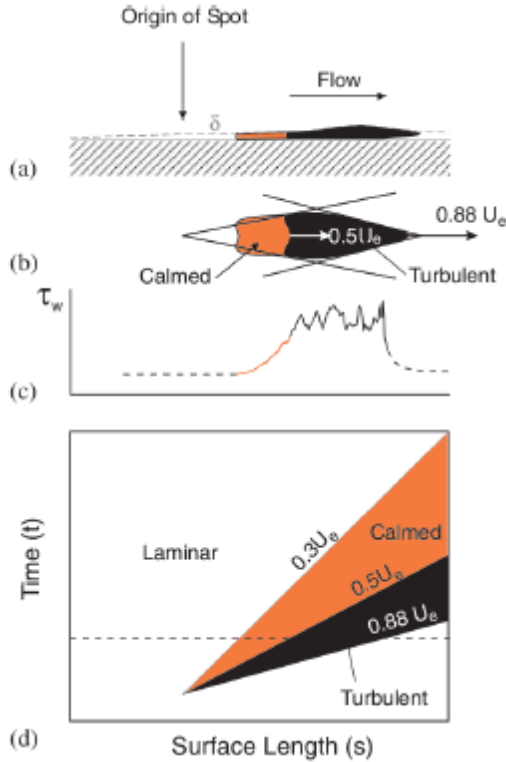 Origin of Spot
Flow
δ
(a)
0.88 Uₑ
0.5Uₑ
(b)
Calmed
Turbulent
τ_w
(c)
Laminar
0.3Uₑ
Calmed
0.5Uₑ
0.88 Uₑ
Time (t)
Turbulent
(d)
Surface Length (s)